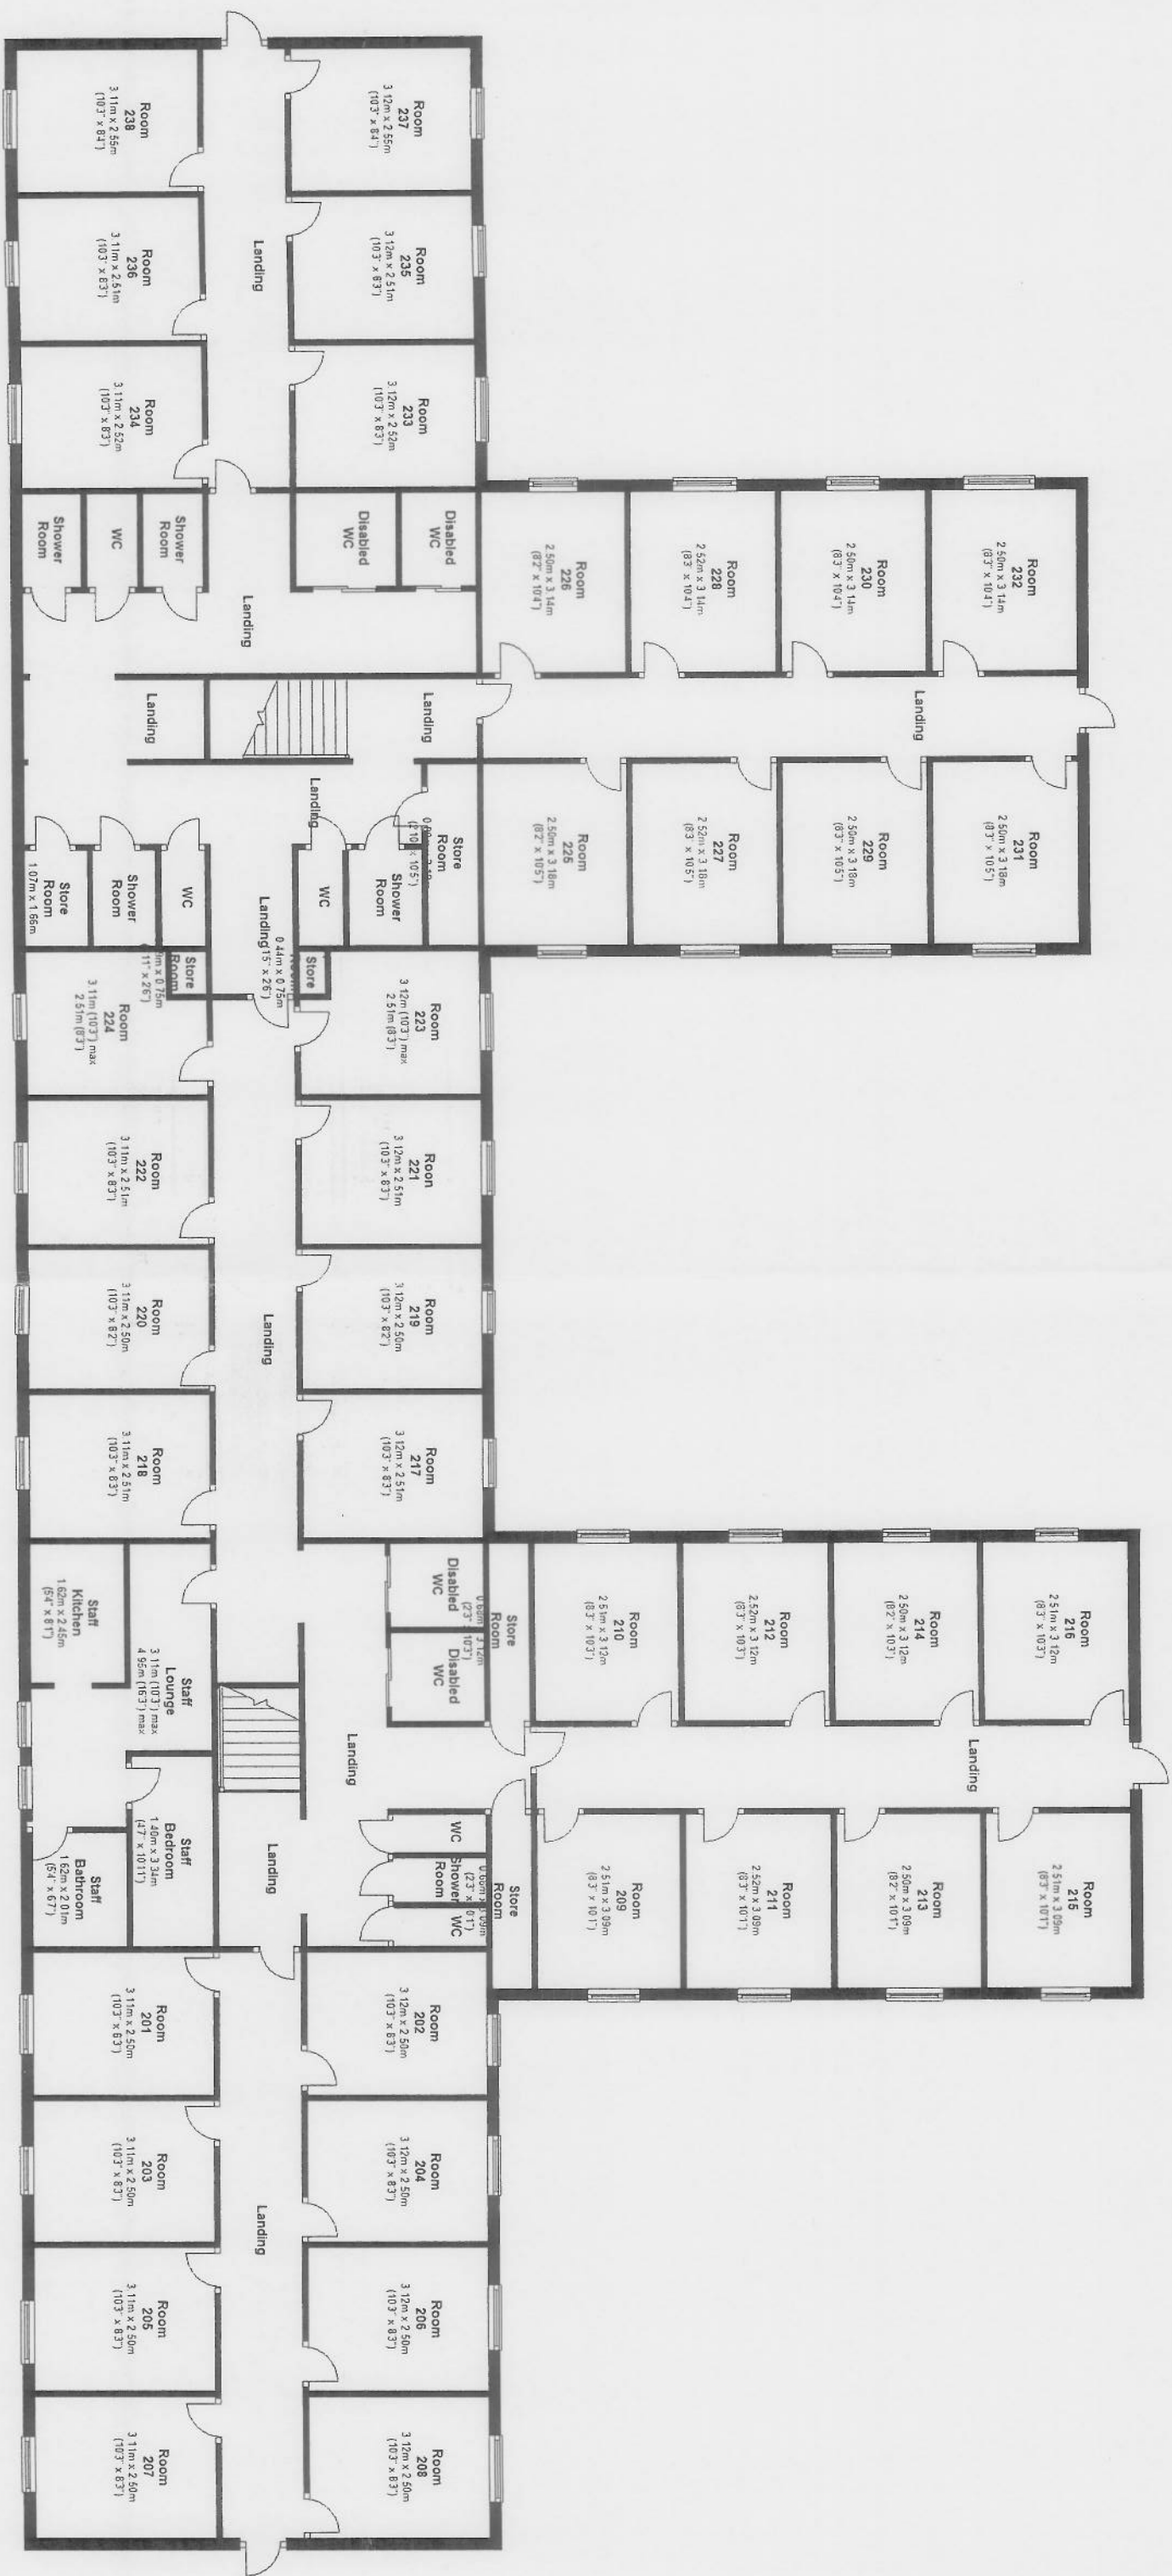 Room
237
3.12m x 2.55m
(10'3" x 8'4")
Room
238
3.11m x 2.55m
(10'3" x 8'4")
Room
235
3.12m x 2.51m
(10'3" x 8'3")
Landing
Room
236
3.11m x 2.51m
(10'3" x 8'3")
Room
233
3.12m x 2.52m
(10'3" x 8'3")
Room
234
3.11m x 2.52m
(10'3" x 8'3")
Disabled
WC
Disabled
WC
Shower
Room
WC
Shower
Room
Landing
Room
232
2.50m x 3.14m
(8'3" x 10'4")
Room
230
2.50m x 3.14m
(8'3" x 10'4")
Room
228
2.52m x 3.14m
(8'3" x 10'4")
Room
226
2.50m x 3.14m
(8'2" x 10'4")
Landing
Landing
Landing
Room
231
2.50m x 3.18m
(8'3" x 10'5")
Room
229
2.50m x 3.18m
(8'3" x 10'5")
Room
227
2.52m x 3.18m
(8'3" x 10'5")
Room
225
2.50m x 3.18m
(8'2" x 10'5")
Store
Room
Landing
Shower
Room
WC
Landing
WC
Shower
Room
Store
Room
1.07m x 1.66m
Store
0.44m x 0.75m
(1'5" x 2'6")
Store
Room
x 0.75m
11" x 2'6")
Room
223
3.12m (10'3") max
2.51m (8'3")
Room
224
3.11m (10'3") max
2.51m (8'3")
Roon
221
3.12m x 2.51m
(10'3" x 8'3")
Room
222
3.11m x 2.51m
(10'3" x 8'3")
Room
219
3.12m x 2.50m
(10'3" x 8'2")
Landing
Room
220
3.11m x 2.50m
(10'3" x 8'2")
Room
217
3.12m x 2.51m
(10'3" x 8'3")
Room
218
3.11m x 2.51m
(10'3" x 8'3")
Room
216
2.51m x 3.12m
(8'3" x 10'3")
Room
214
2.50m x 3.12m
(8'2" x 10'3")
Room
212
2.52m x 3.12m
(8'3" x 10'3")
Room
210
2.51m x 3.12m
(8'3" x 10'3")
Store
Room
Disabled
WC
Disabled
WC
Staff
Kitchen
1.62m x 2.45m
(5'4" x 8'1")
Staff
Lounge
3.11m (10'3") max
4.95m (16'3") max
Landing
Landing
Landing
Staff
Bedroom
1.40m x 3.34m
(4'7" x 10'11")
Staff
Bathroom
1.62m x 2.01m
(5'4" x 6'7")
WC
Shower
Room
WC
Store
Room
Room
215
2.51m x 3.09m
(8'3" x 10'1")
Room
213
2.50m x 3.09m
(8'2" x 10'1")
Room
211
2.52m x 3.09m
(8'3" x 10'1")
Room
209
2.51m x 3.09m
(8'3" x 10'1")
Room
202
3.12m x 2.50m
(10'3" x 8'3")
Room
201
3.11m x 2.50m
(10'3" x 8'3")
Room
204
3.12m x 2.50m
(10'3" x 8'3")
Room
203
3.11m x 2.50m
(10'3" x 8'3")
Landing
Room
206
3.12m x 2.50m
(10'3" x 8'3")
Room
205
3.11m x 2.50m
(10'3" x 8'3")
Room
208
3.12m x 2.50m
(10'3" x 8'3")
Room
207
3.11m x 2.50m
(10'3" x 8'3")